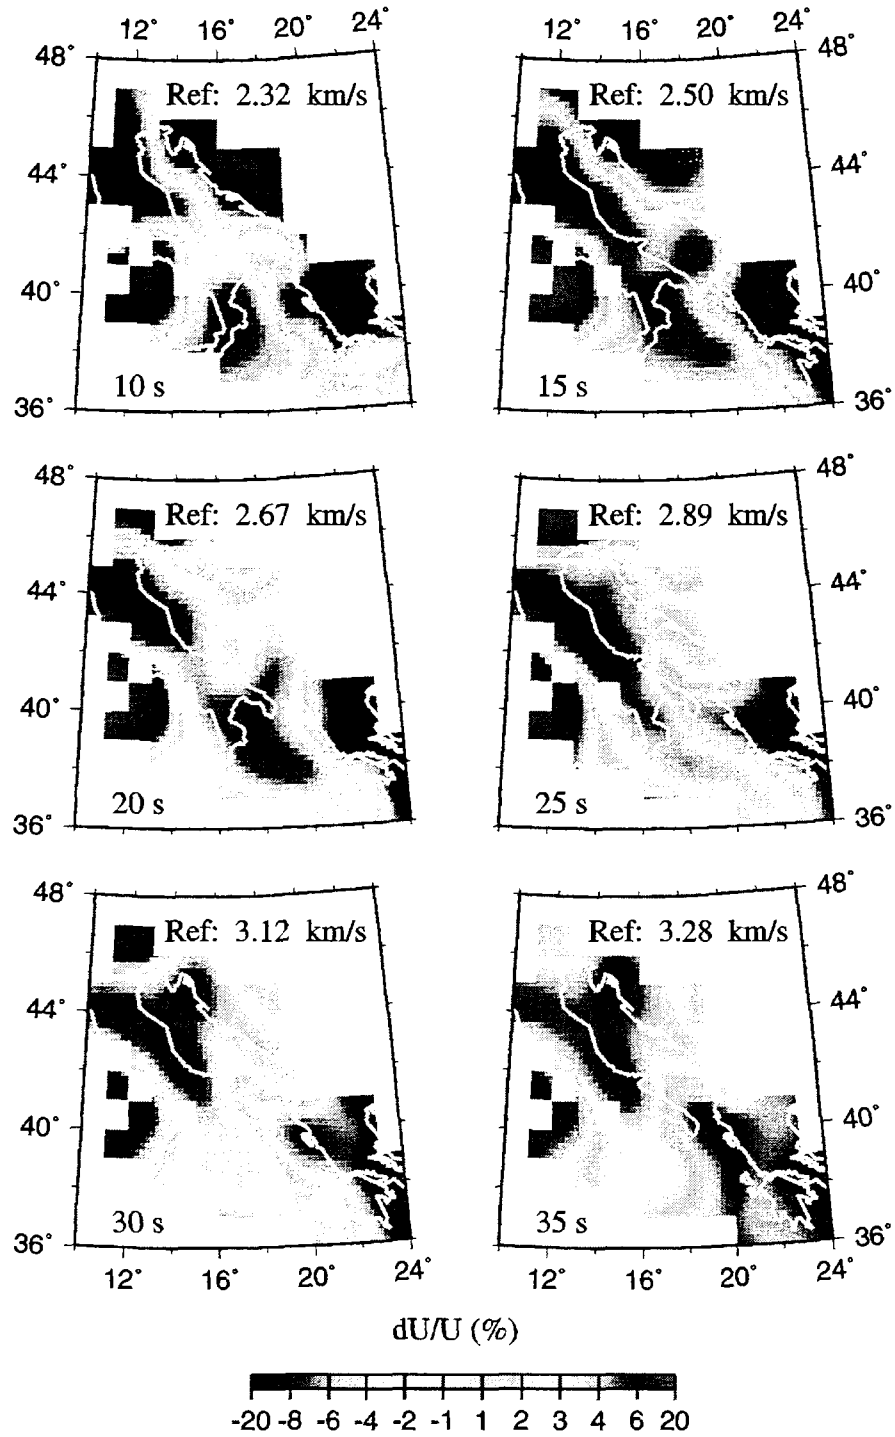 12° 16° 20° 24°
12° 16° 20° 24°
48°
48°
Ref: 2.32 km/s
Ref: 2.50 km/s
44°
44°
40°
40°
36°
36°
10 s
15 s
48°
48°
Ref: 2.67 km/s
Ref: 2.89 km/s
44°
44°
40°
40°
36°
36°
20 s
25 s
48°
48°
Ref: 3.12 km/s
Ref: 3.28 km/s
44°
44°
40°
40°
36°
36°
30 s
35 s
12° 16° 20° 24°
12° 16° 20° 24°
dU/U (%)
-20 -8 -6 -4 -2 -1 1 2 3 4 6 20